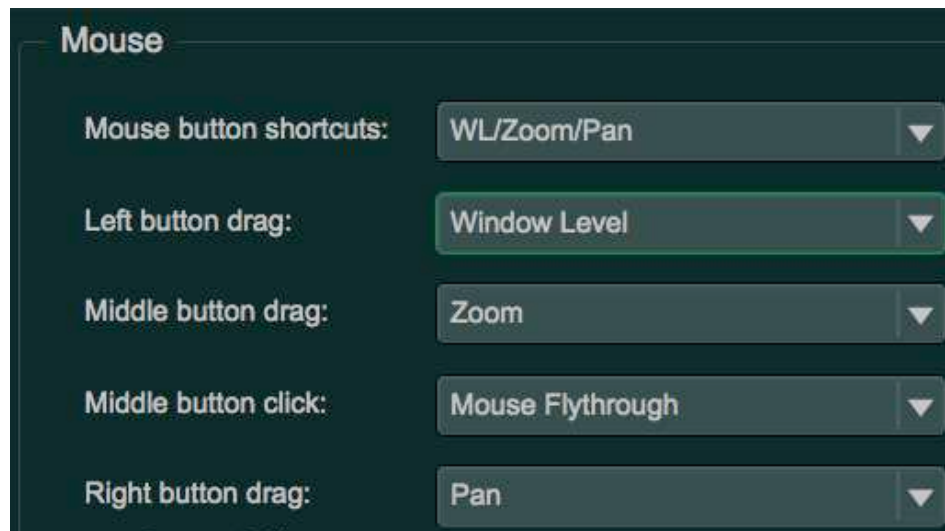 Mouse
Mouse button shortcuts: WL/Zoom/Pan
Left button drag: Window Level
Middle button drag: Zoom
Middle button click: Mouse Flythrough
Right button drag: Pan